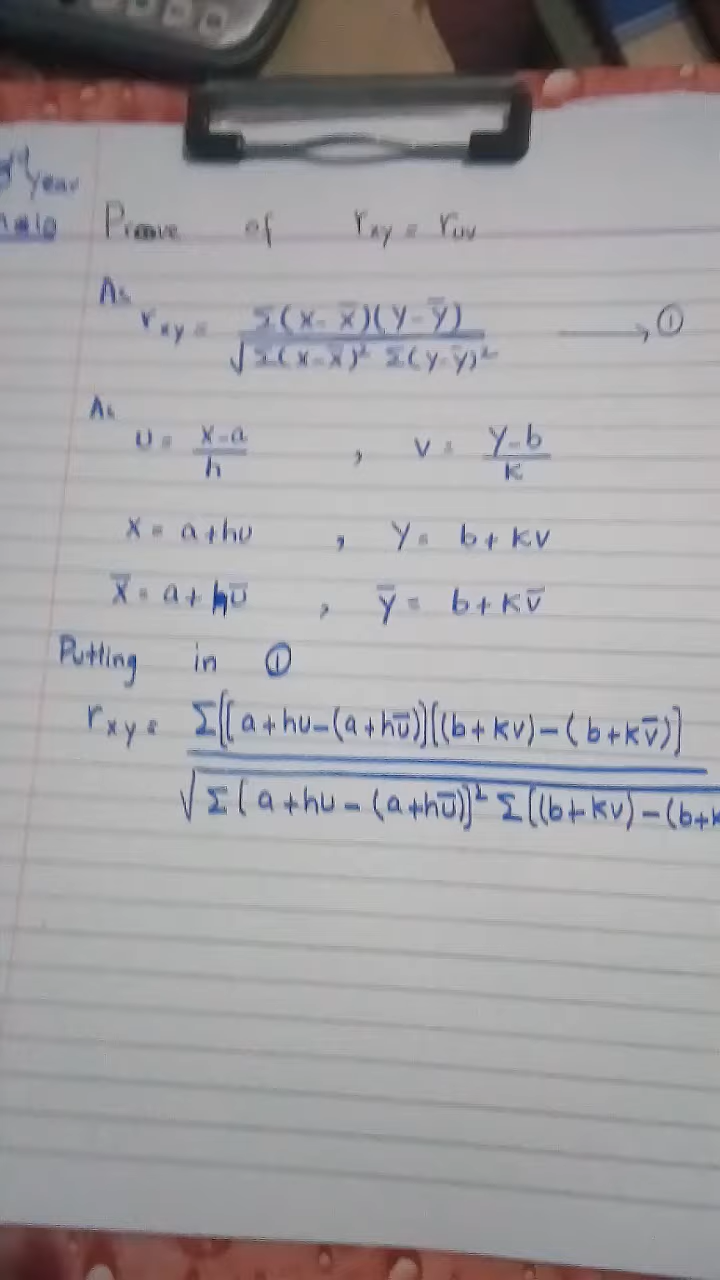 year
Prove of rxy = ruv
As
rxy = Σ(x-x̄)(y-ȳ) / √Σ(x-x̄)² Σ(y-ȳ)² → ①
As
U = x-a / h , V = y-b / k
x = a+hu , y = b+kv
x̄ = a+hū , ȳ = b+kv̄
Putting in ①
rxy = Σ[[a+hu-(a+hū)][(b+kv)-(b+kv̄)] / √Σ[a+hu-(a+hū)]² Σ[(b+kv)-(b+k